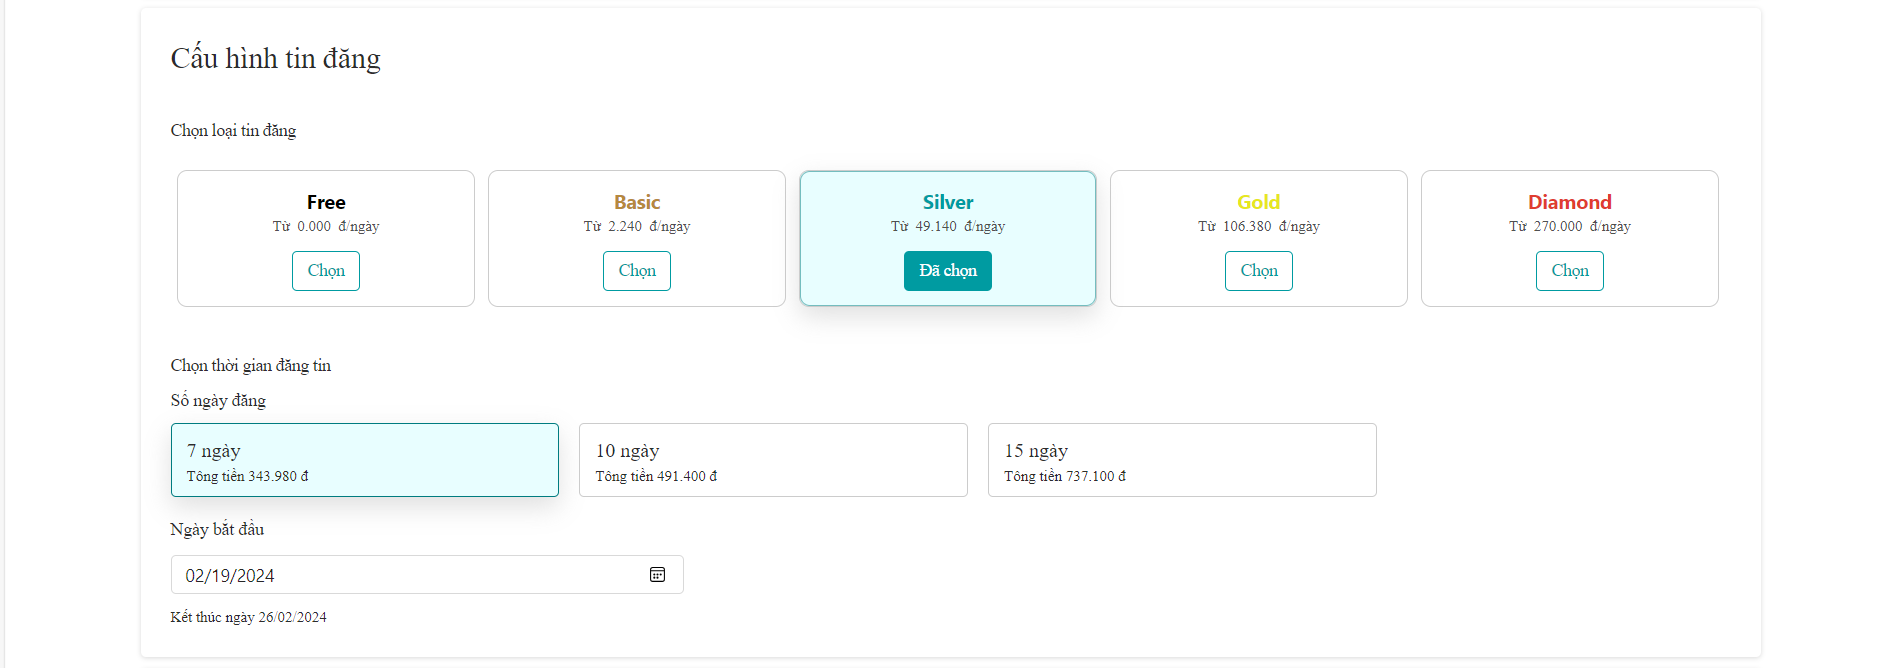 Cấu hình tin đăng
Chọn loại tin đăng
Free
Từ 0.000 đ/ngày
Chọn
Basic
Từ 2.240 đ/ngày
Chọn
Silver
Từ 49.140 đ/ngày
Đã chọn
Gold
Từ 106.380 đ/ngày
Chọn
Diamond
Từ 270.000 đ/ngày
Chọn
Chọn thời gian đăng tin
Số ngày đăng
7 ngày
Tông tiền 343.980 đ
10 ngày
Tông tiền 491.400 đ
15 ngày
Tông tiền 737.100 đ
Ngày bắt đầu
02/19/2024
Kết thúc ngày 26/02/2024